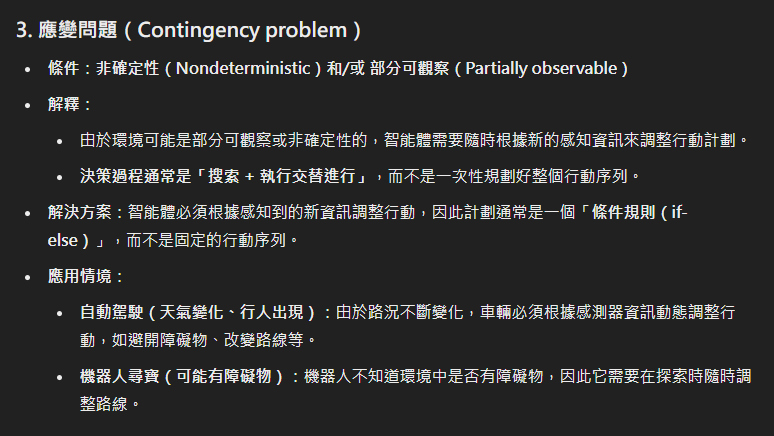 3. 應變問題（Contingency problem）
• 條件：非確定性（Nondeterministic）和/或 部分可觀察（Partially observable）
• 解釋：
• 由於環境可能是部分可觀察或非確定性的，智能體需要隨時根據新的感知資訊來調整行動計劃。
• 決策過程通常是「搜索 + 執行交替進行」，而不是一次性規劃好整個行動序列。
• 解決方案：智能體必須根據感知到的新資訊調整行動，因此計劃通常是一個「條件規則（if-
else）」，而不是固定的行動序列。
• 應用情境：
• 自動駕駛（天氣變化、行人出現）：由於路況不斷變化，車輛必須根據感測器資訊動態調整行
動，如避開障礙物、改變路線等。
• 機器人尋寶（可能有障礙物）：機器人不知道環境中是否有障礙物，因此它需要在探索時隨時調
整路線。